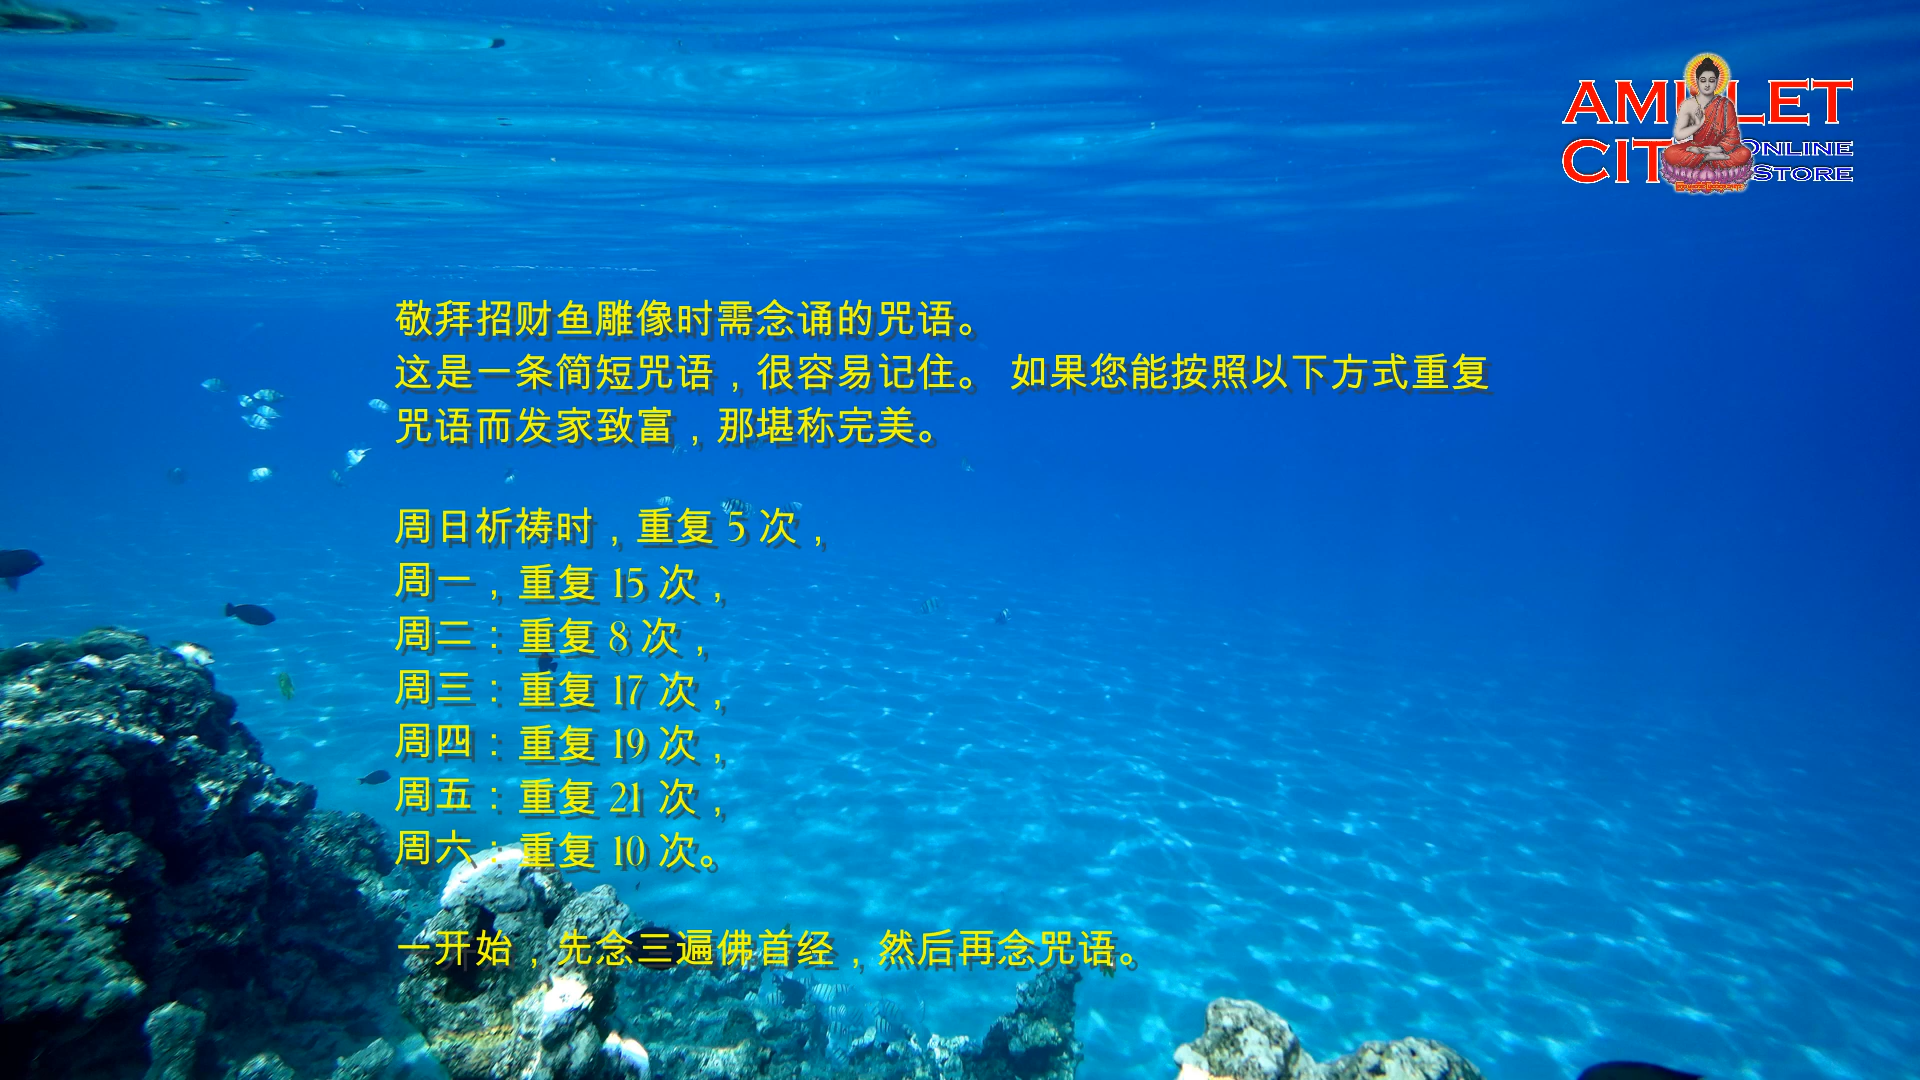 AMULET
CITY ONLINE
STORE
敬拜招财鱼雕像时需念诵的咒语。
这是一条简短咒语，很容易记住。 如果您能按照以下方式重复
咒语而发家致富，那堪称完美。
周日祈祷时，重复 5 次，
周一，重复 15 次，
周二：重复 8 次，
周三：重复 17 次，
周四：重复 19 次，
周五：重复 21 次，
周六：重复 10 次。
一开始，先念三遍佛首经，然后再念咒语。